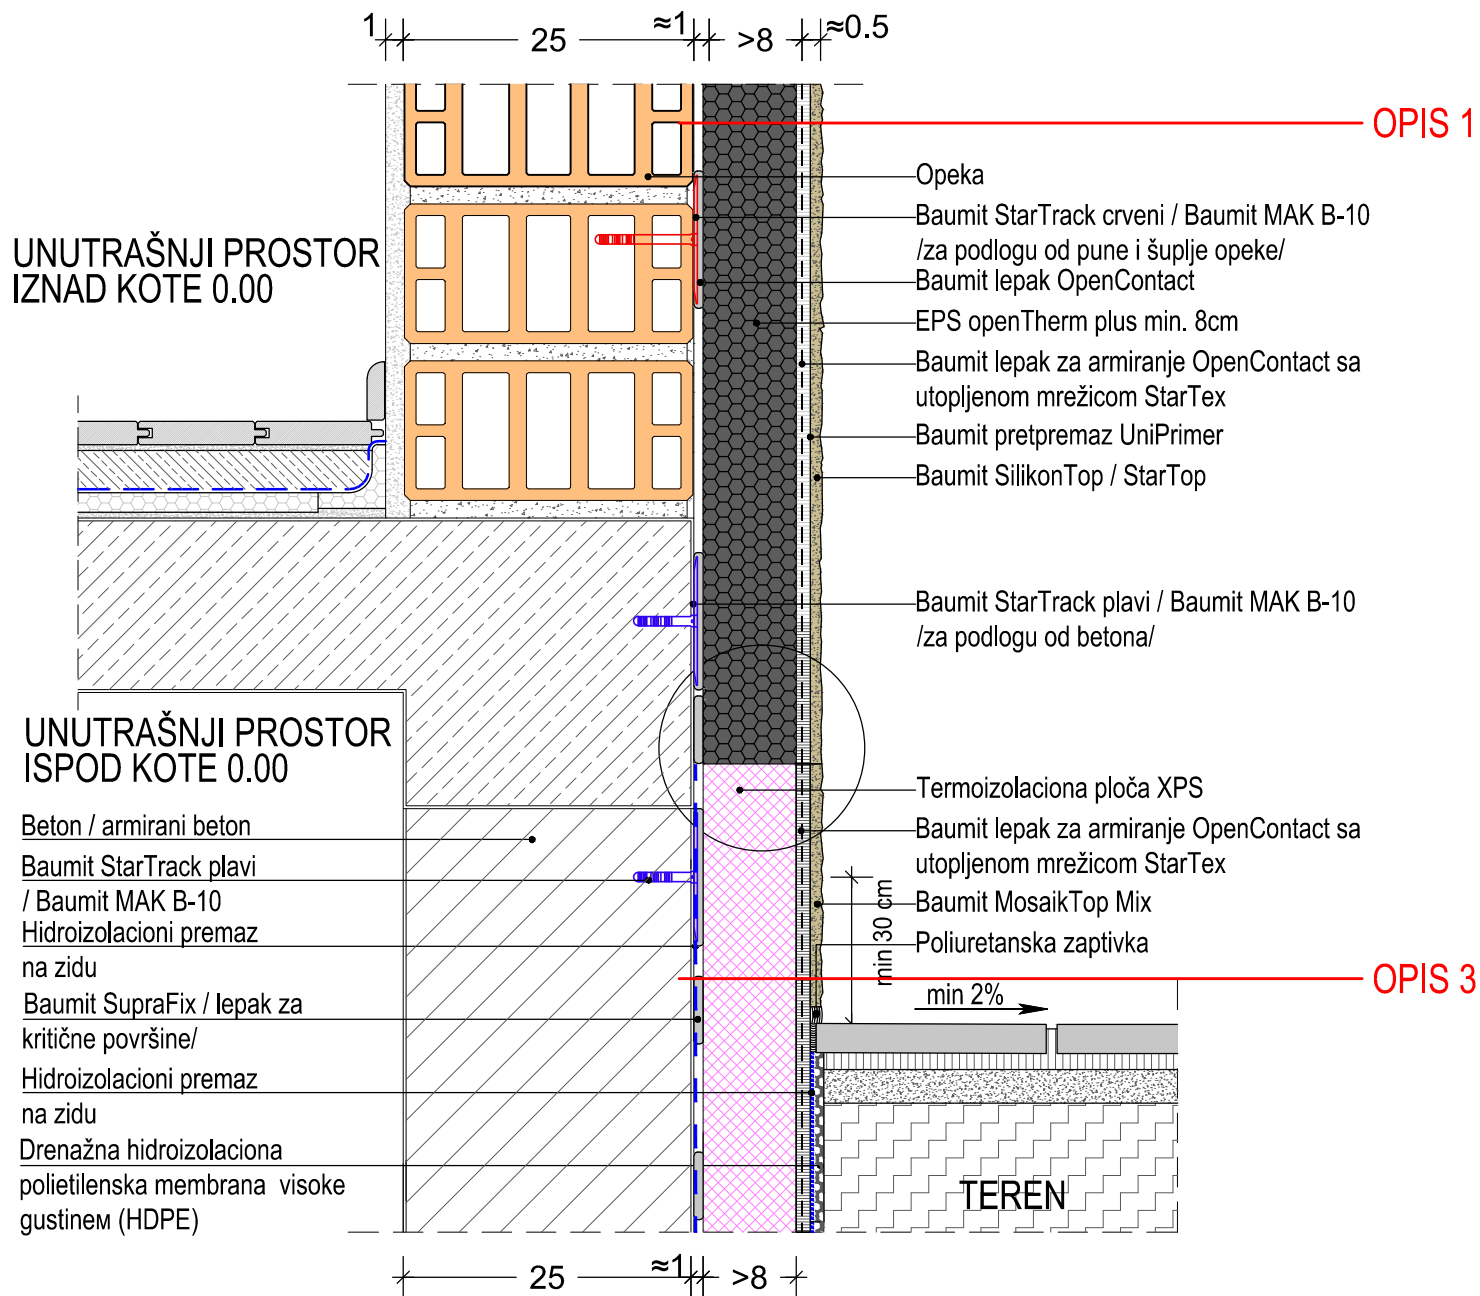 1
25
≈1
>8
≈0.5
OPIS 1
Opeka
Baumit StarTrack crveni / Baumit MAK B-10
/za podlogu od pune i šuplje opeke/
Baumit lepak OpenContact
EPS openTherm plus min. 8cm
Baumit lepak za armiranje OpenContact sa
utopljenom mrežicom StarTex
Baumit pretpremaz UniPrimer
Baumit SilikonTop / StarTop
UNUTRAŠNJI PROSTOR
IZNAD KOTE 0.00
Baumit StarTrack plavi / Baumit MAK B-10
/za podlogu od betona/
UNUTRAŠNJI PROSTOR
ISPOD KOTE 0.00
Termoizolaciona ploča XPS
Baumit lepak za armiranje OpenContact sa
utopljenom mrežicom StarTex
Baumit MosaikTop Mix
Poliuretanska zaptivka
min 30 cm
OPIS 3
min 2%
Beton / armirani beton
Baumit StarTrack plavi
/ Baumit MAK B-10
Hidroizolacioni premaz
na zidu
Baumit SupraFix / lepak za
kritične površine/
Hidroizolacioni premaz
na zidu
Drenažna hidroizolaciona
polietilenska membrana visoke
gustineм (HDPE)
TEREN
25
≈1
>8